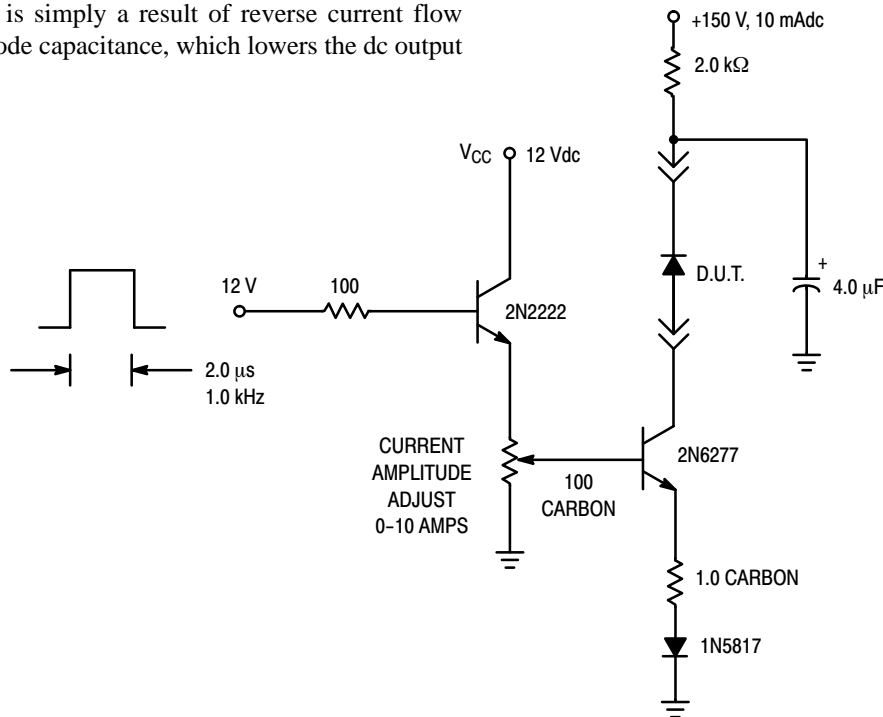 is simply a result of reverse current flow
ode capacitance, which lowers the dc output
+150 V, 10 mAdc
2.0 kΩ
VCC 12 Vdc
D.U.T.
+
4.0 μF
12 V
100
2N2222
2.0 μs
1.0 kHz
CURRENT
AMPLITUDE
ADJUST
0-10 AMPS
100
CARBON
2N6277
1.0 CARBON
1N5817